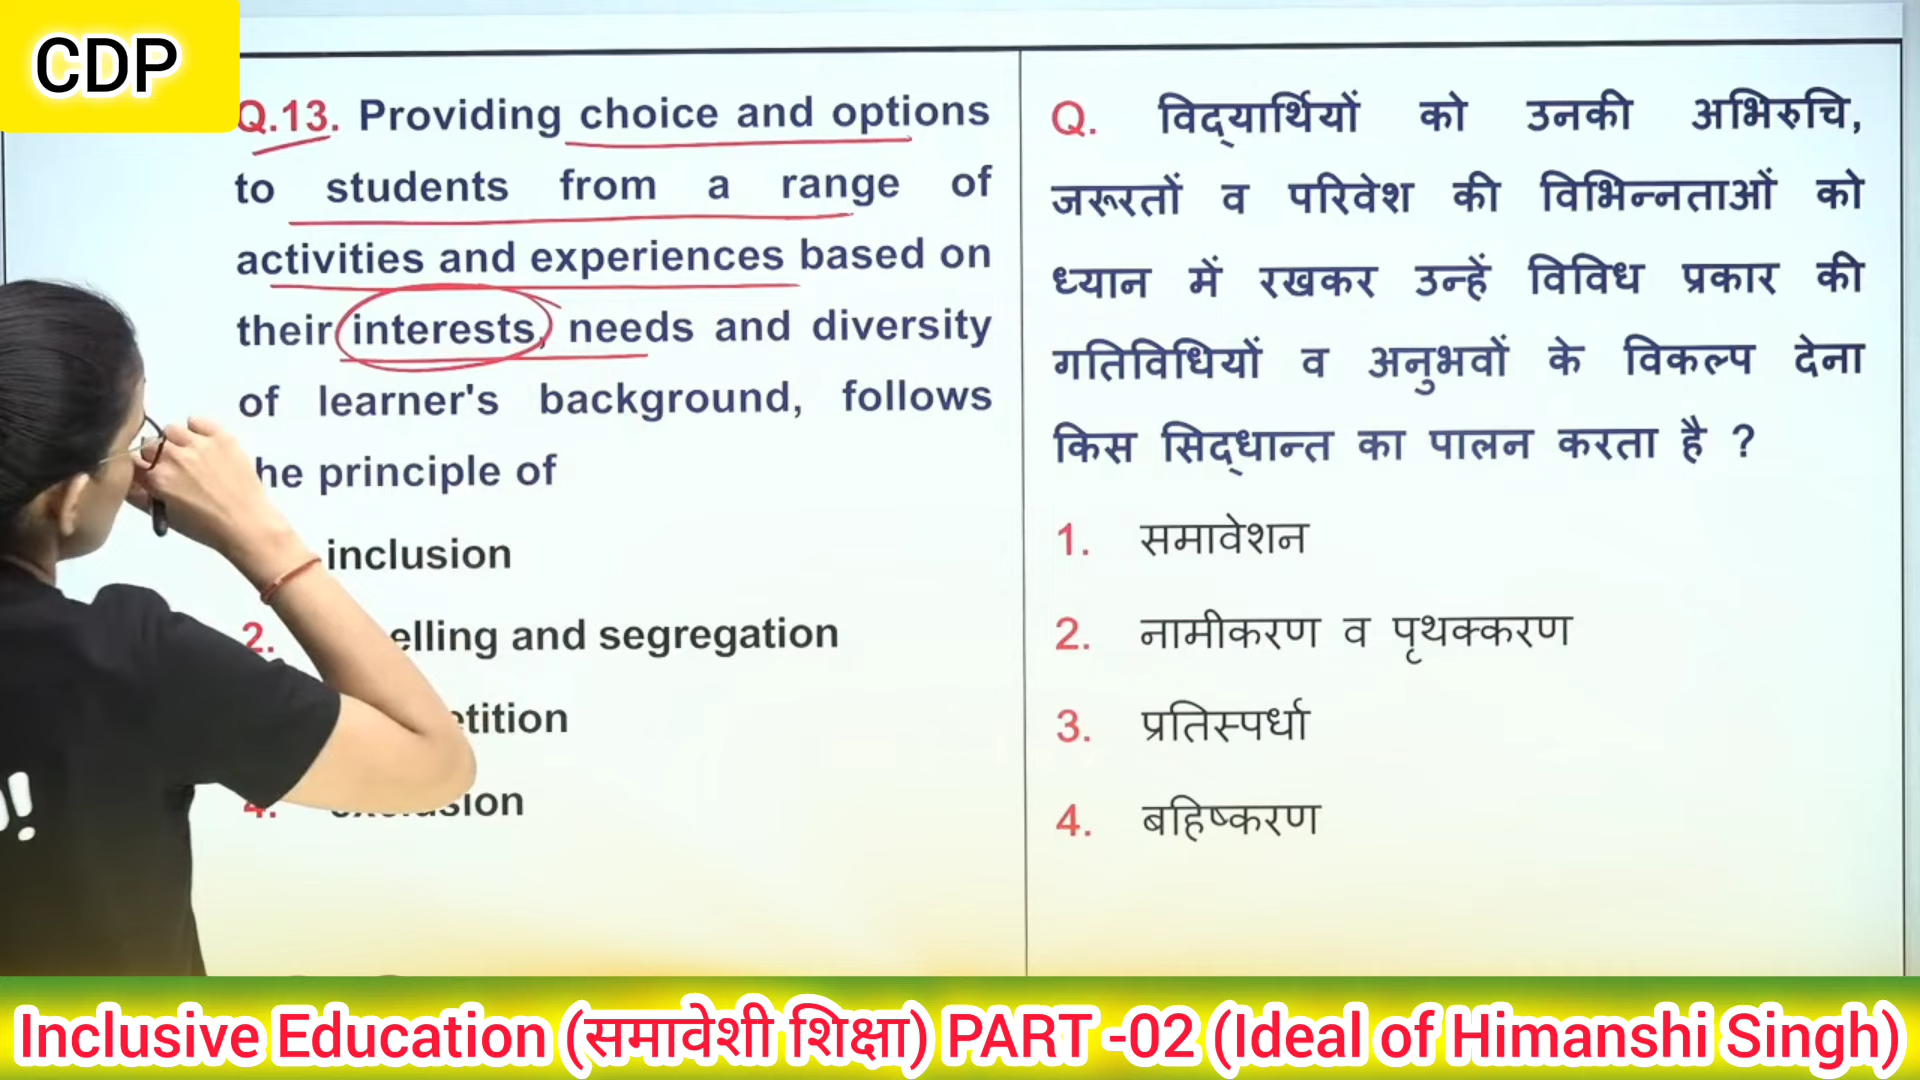 CDP
Q.13. Providing choice and options
to students from a range of
activities and experiences based on
their interests, needs and diversity
of learner's background, follows
he principle of
inclusion
2. elling and segregation
3. tition
4.
Q. विद्यार्थियों को उनकी अभिरुचि,
जरूरतों व परिवेश की विभिन्नताओं को
ध्यान में रखकर उन्हें विविध प्रकार की
गतिविधियों व अनुभवों के विकल्प देना
किस सिद्धान्त का पालन करता है ?
1. समावेशन
2. नामीकरण व पृथक्करण
3. प्रतिस्पर्धा
4. बहिष्करण
Inclusive Education (समावेशी शिक्षा) PART -02 (Ideal of Himanshi Singh)